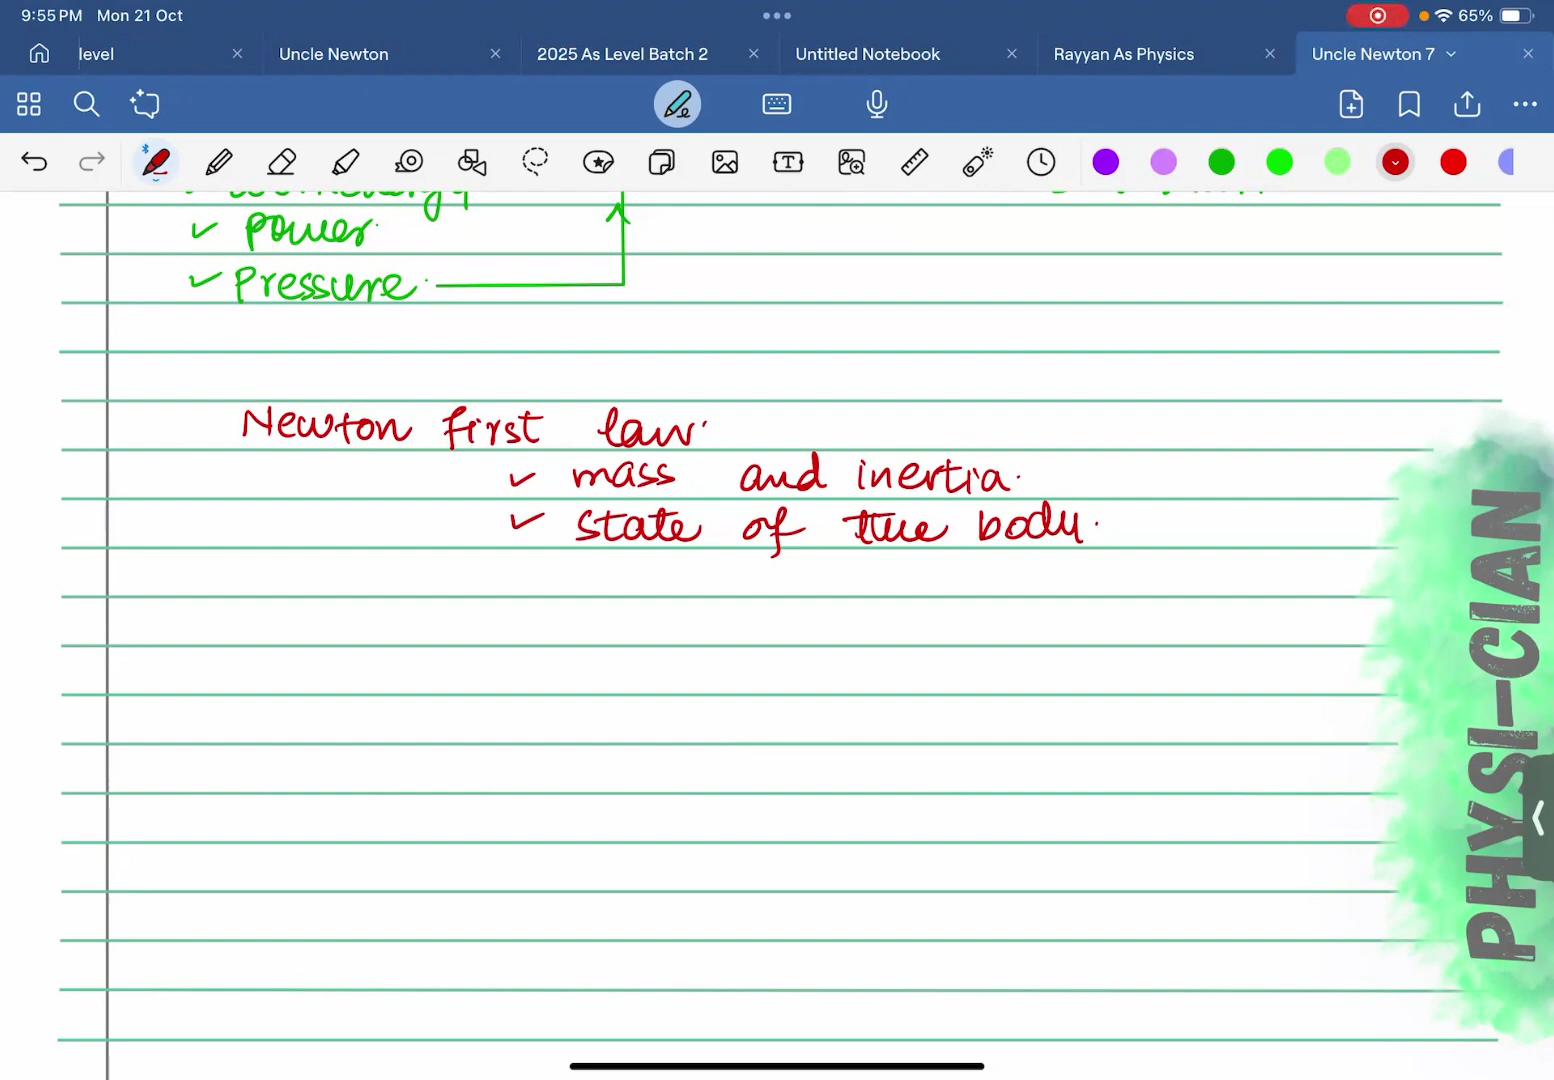 9:55 PM Mon 21 Oct 65%
level Uncle Newton 2025 As Level Batch 2 Untitled Notebook Rayyan As Physics Uncle Newton 7
Power
Pressure
Newton first law
mass and inertia.
state of the body.
PHYSI-CIAN